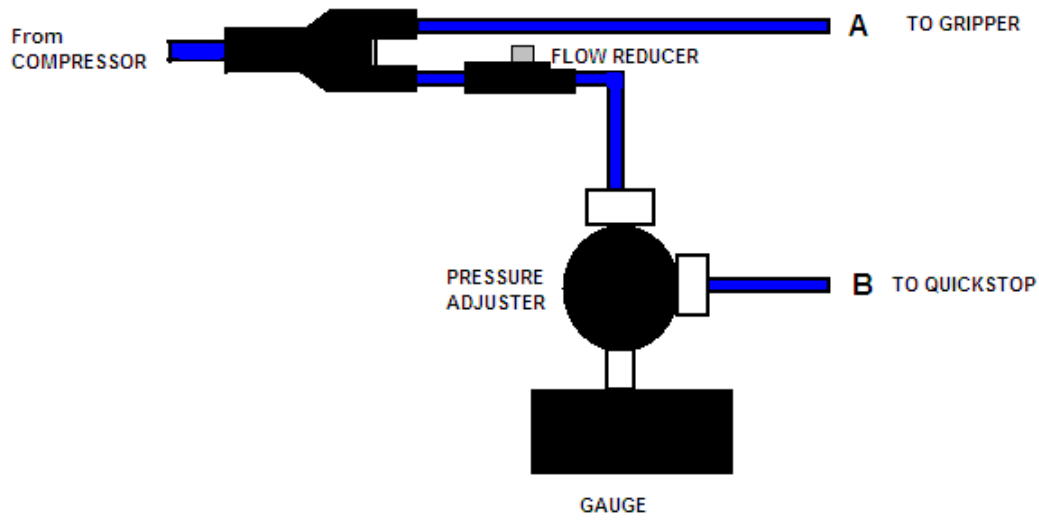 From
COMPRESSOR
A TO GRIPPER
FLOW REDUCER
PRESSURE
ADJUSTER
B TO QUICKSTOP
GAUGE